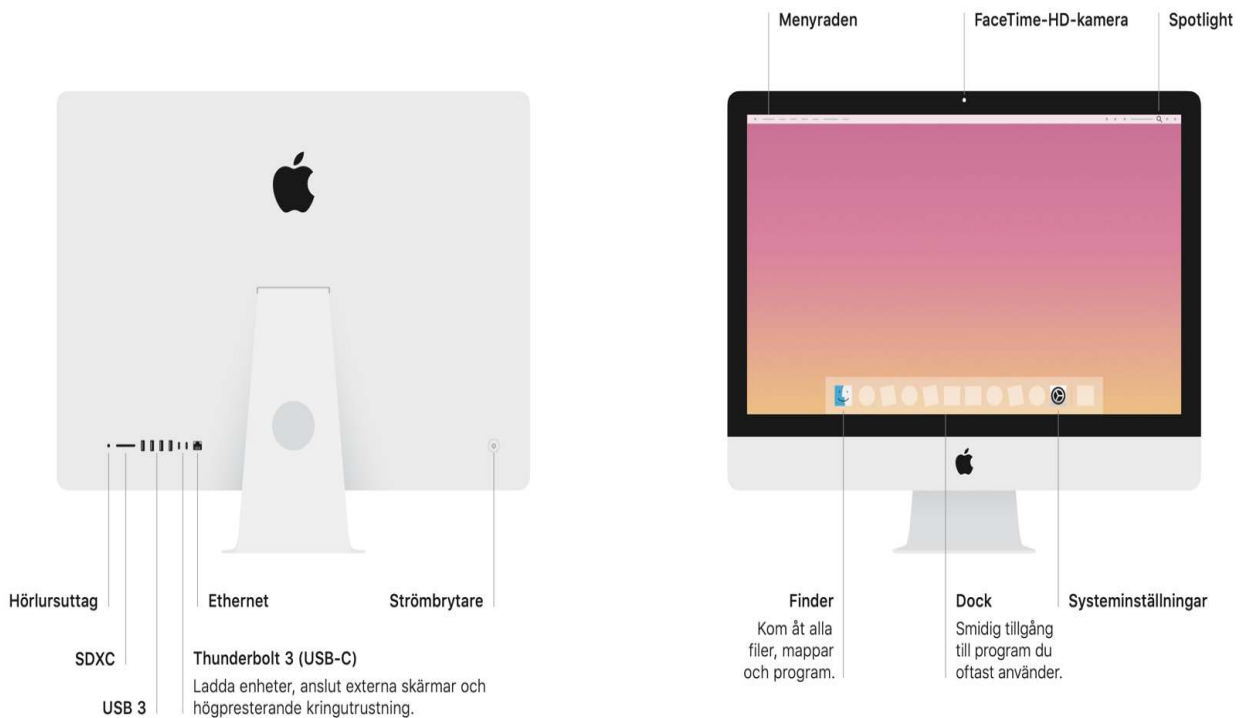 Menyraden
FaceTime-HD-kamera
Spotlight
Hörlursuttag
Ethernet
Strömbrytare
SDXC
Thunderbolt 3 (USB-C)
Ladda enheter, anslut externa skärmar och
högpresterande kringutrustning.
USB 3
Finder
Kom åt alla
filer, mappar
och program.
Dock
Smidig tillgång
till program du
oftast använder.
Systeminställningar